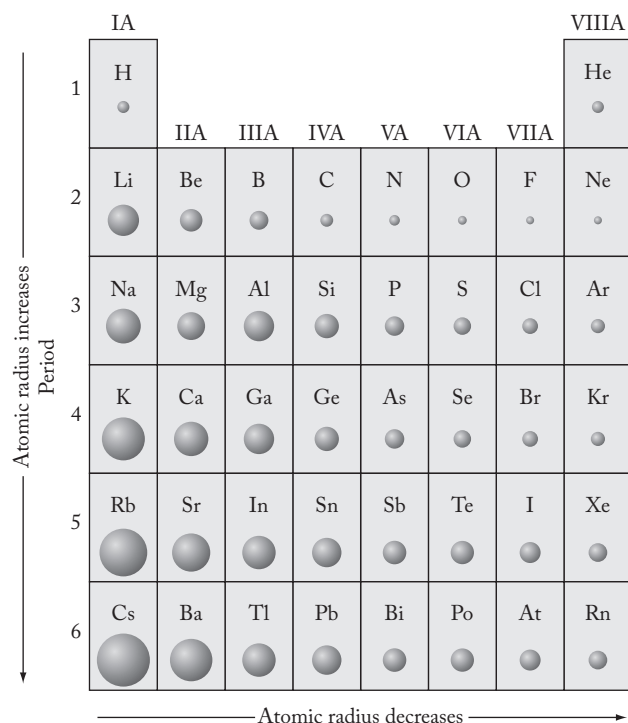 IA VIIIA
1 H He
IIA IIIA IVA VA VIA VIIA
2 Li Be B C N O F Ne
3 Na Mg Al Si P S Cl Ar
4 K Ca Ga Ge As Se Br Kr
5 Rb Sr In Sn Sb Te I Xe
6 Cs Ba Tl Pb Bi Po At Rn
Atomic radius increases
Period
Atomic radius decreases